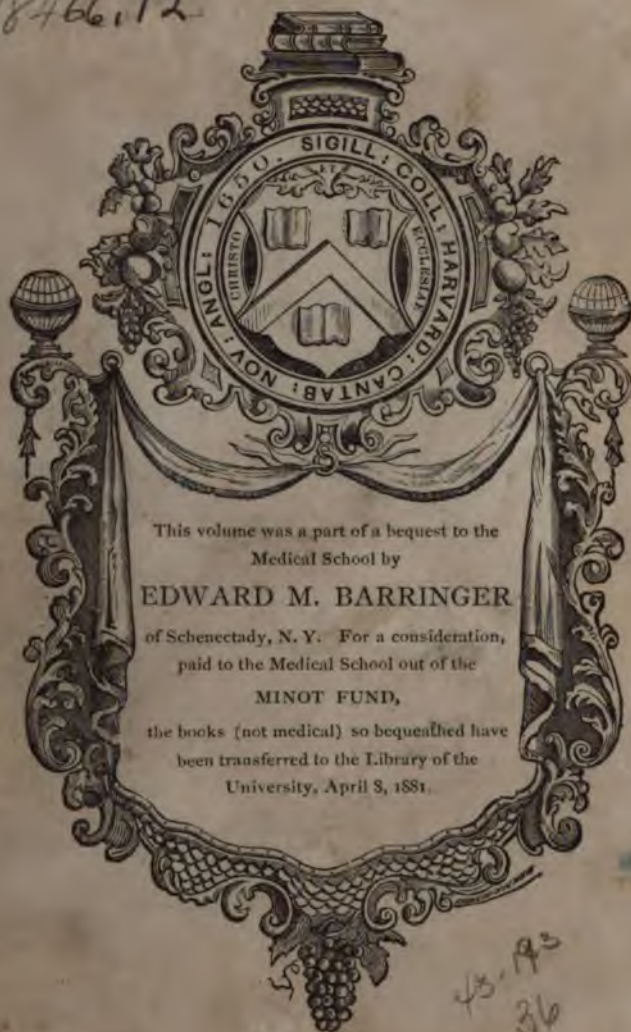 8466,12
1650. SIGILL: COLL: HARVARD: CANTAB: NOV: ANGL:
ET
CHRISTO
ECCLESIAE
This volume was a part of a bequest to the
Medical School by
EDWARD M. BARRINGER
of Schenectady, N. Y. For a consideration,
paid to the Medical School out of the
MINOT FUND,
the books (not medical) so bequeathed have
been transferred to the Library of the
University, April 8, 1881.
43.193
36